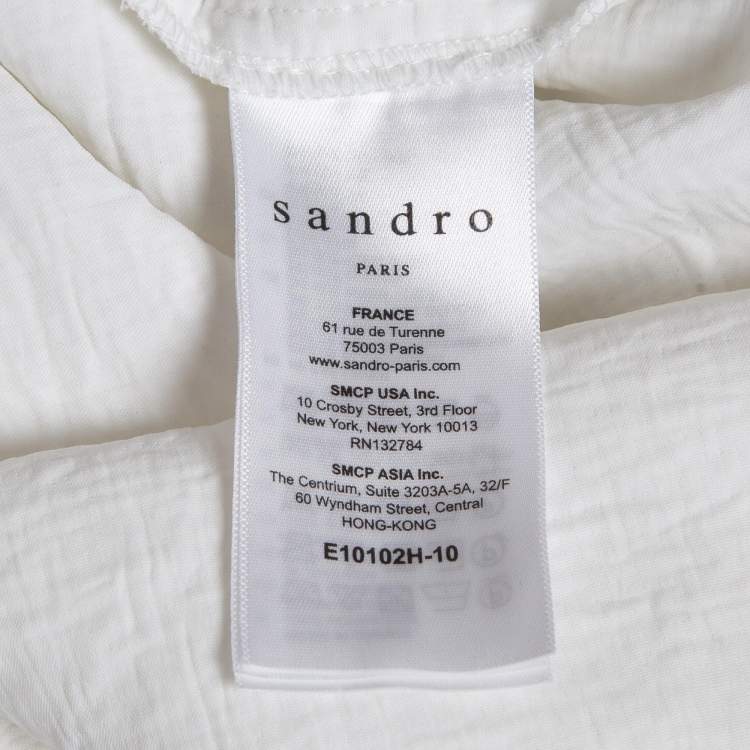 sandro
PARIS
FRANCE
61 rue de Turenne
75003 Paris
www.sandro-paris.com
SMCP USA Inc.
10 Crosby Street, 3rd Floor
New York, New York 10013
RN132784
SMCP ASIA Inc.
The Centrium, Suite 3203A-5A, 32/F
60 Wyndham Street, Central
HONG-KONG
E10102H-10